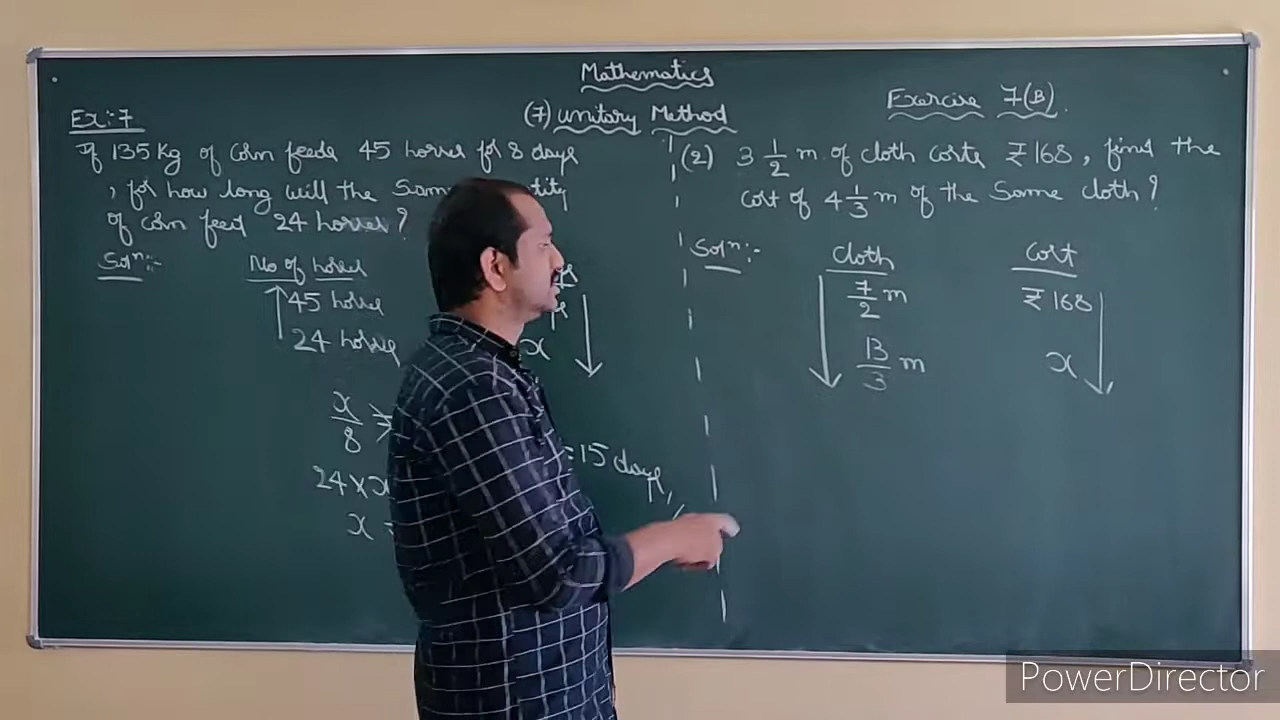 Mathematics
(7) Unitary Method
Exercise 7(B).
Ex:-7
If 135 Kg of Corn feeds 45 horses for 8 days
, for how long will the Same
of Corn feed 24 horses?
Soln:-
No of horses
45 horses
24 horses
x
x/8
= 15 days,
24 × x
x =
(2) 3 1/2 m of cloth costs ₹168, find the
cost of 4 1/3 m of the Same cloth?
Soln:-
Cloth Cost
7/2 m ₹168
13/3 m x
PowerDirector